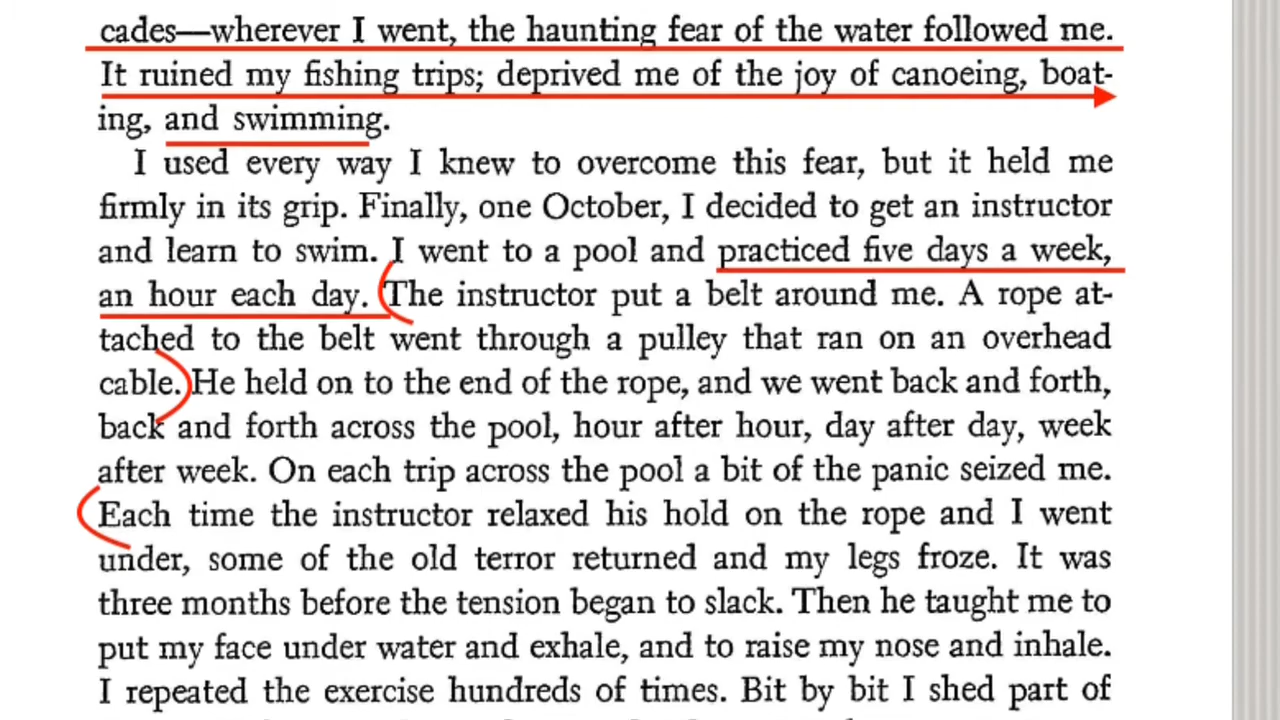 cades—wherever I went, the haunting fear of the water followed me.
It ruined my fishing trips; deprived me of the joy of canoeing, boat-
ing, and swimming.
I used every way I knew to overcome this fear, but it held me
firmly in its grip. Finally, one October, I decided to get an instructor
and learn to swim. I went to a pool and practiced five days a week,
an hour each day. The instructor put a belt around me. A rope at-
tached to the belt went through a pulley that ran on an overhead
cable. He held on to the end of the rope, and we went back and forth,
back and forth across the pool, hour after hour, day after day, week
after week. On each trip across the pool a bit of the panic seized me.
Each time the instructor relaxed his hold on the rope and I went
under, some of the old terror returned and my legs froze. It was
three months before the tension began to slack. Then he taught me to
put my face under water and exhale, and to raise my nose and inhale.
I repeated the exercise hundreds of times. Bit by bit I shed part of